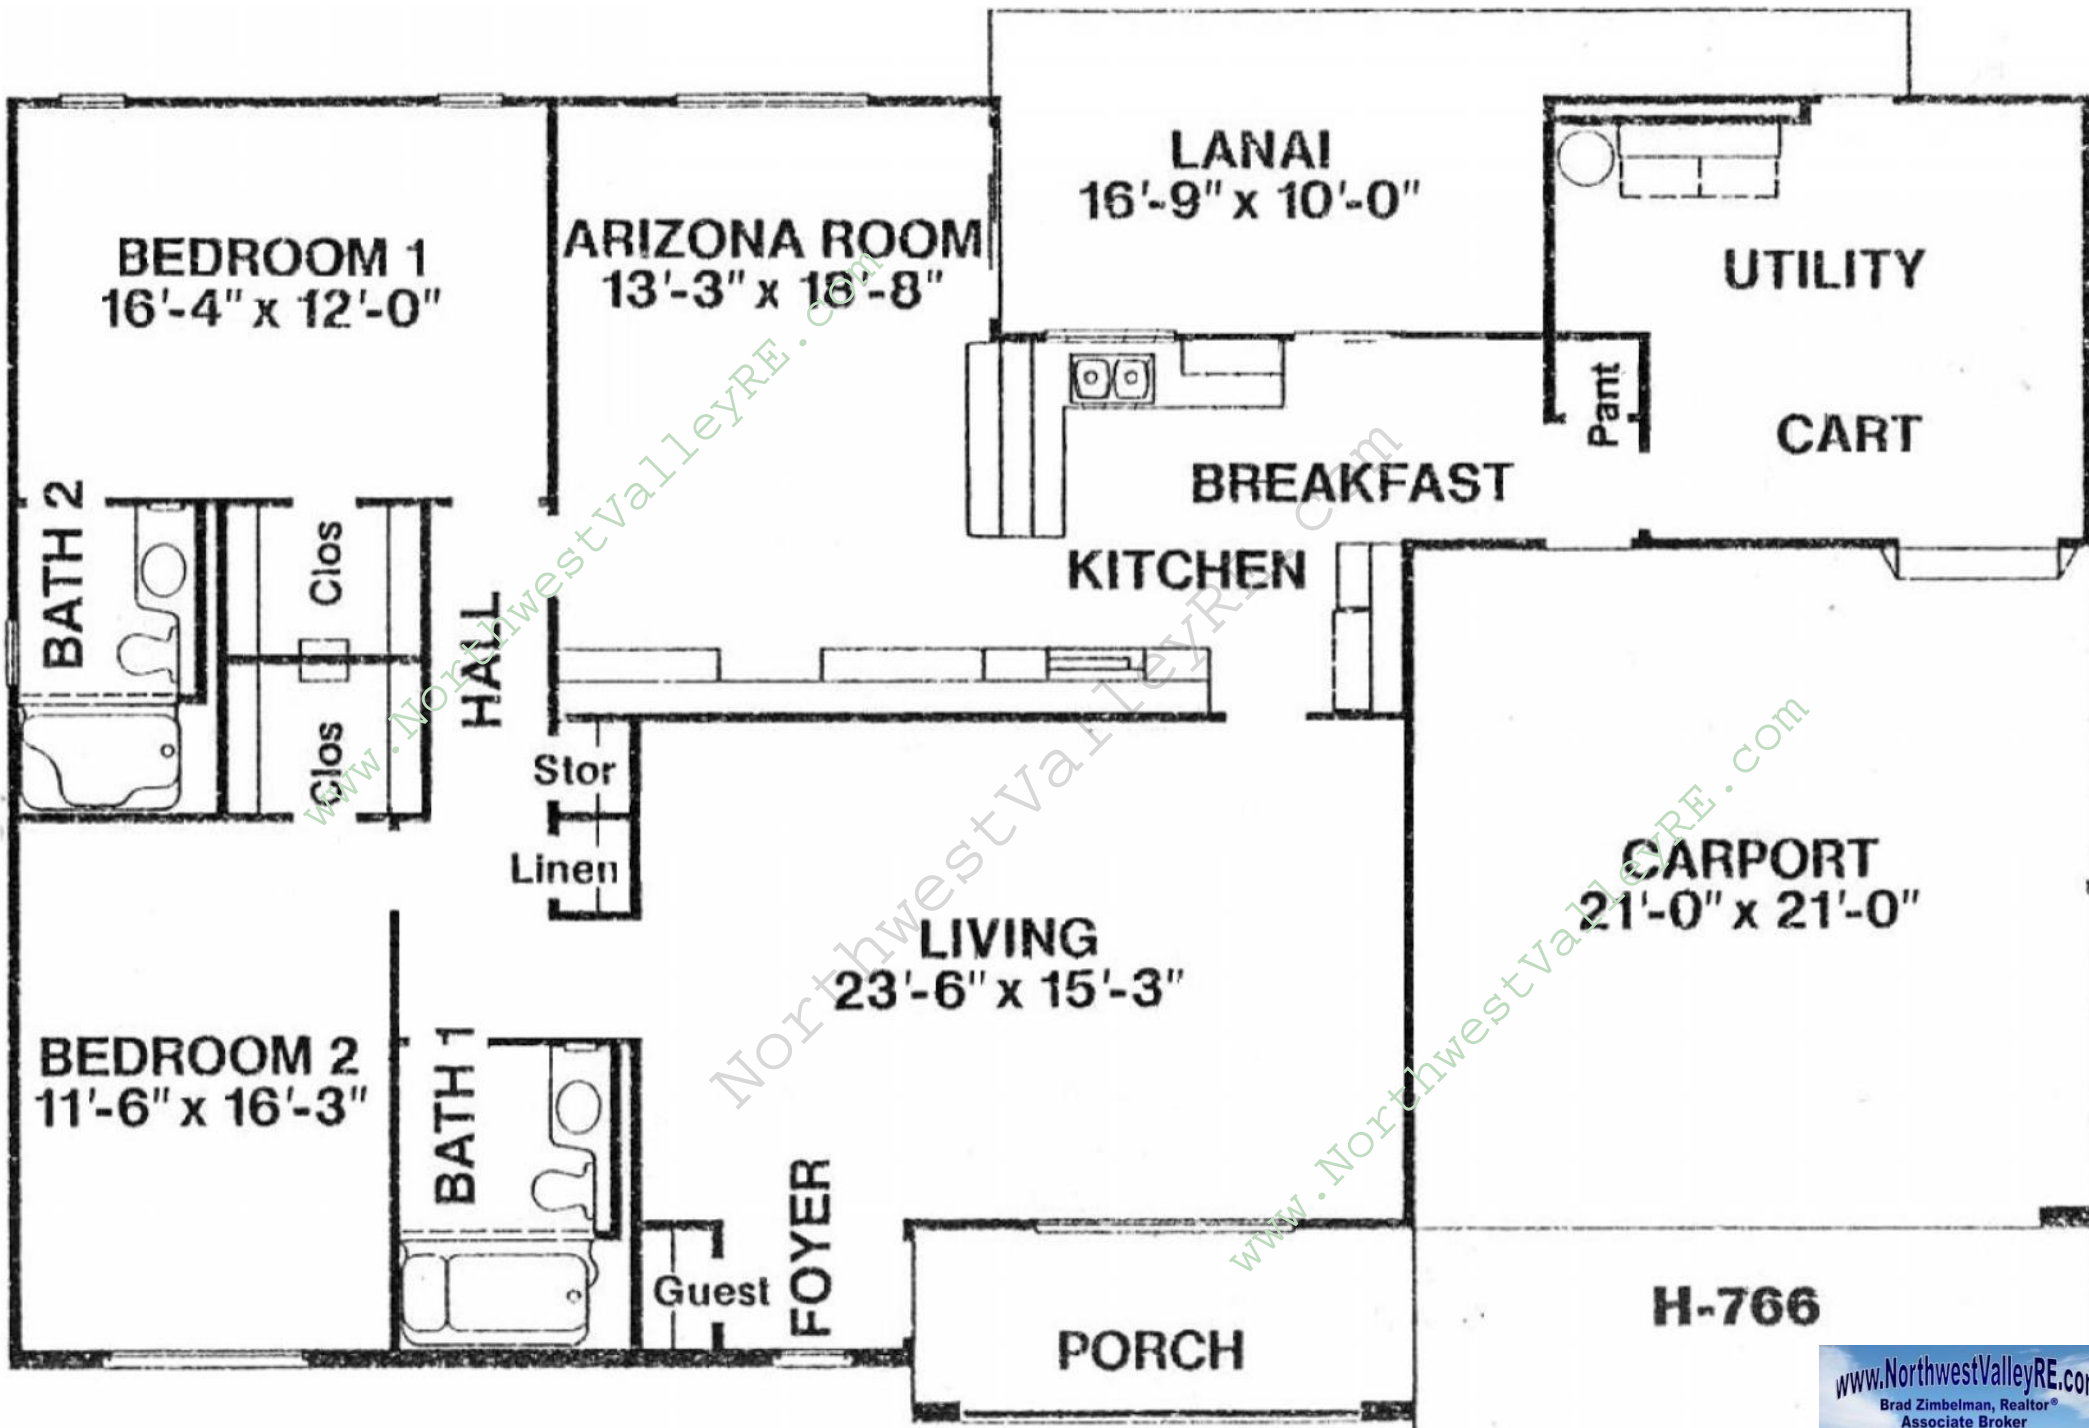 LANAI
16'-9" x 10'-0"
ARIZONA ROOM
13'-3" x 18'-8"
BEDROOM 1
16'-4" x 12'-0"
UTILITY
CART
Pant
BREAKFAST
KITCHEN
BATH 2
Clos
Clos
HALL
Stor
Linen
LIVING
23'-6" x 15'-3"
CARPORT
21'-0" x 21'-0"
BEDROOM 2
11'-6" x 16'-3"
BATH 1
FOYER
Guest
PORCH
H-766
www.NorthwestValleyRE.com
NorthwestValleyRE.com
www.NorthwestValleyRE.com
www.NorthwestValleyRE.com
Brad Zimbelman, Realtor®
Associate Broker